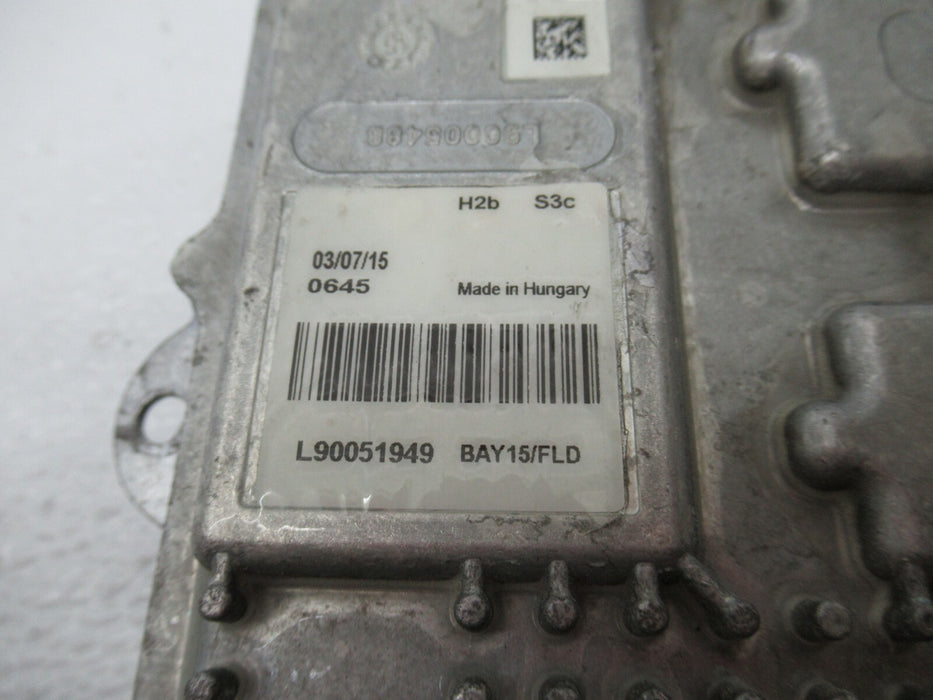 H2b S3c
03/07/15
0645 Made in Hungary
L90051949 BAY15/FLD